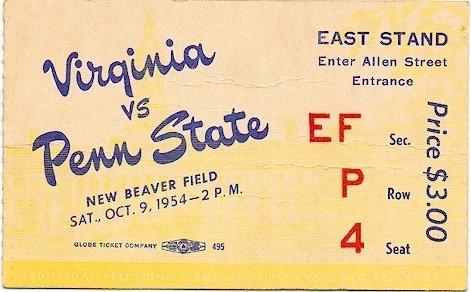 Virginia
vs
Penn State
NEW BEAVER FIELD
SAT., OCT. 9, 1954—2 P.M.
GLOBE TICKET COMPANY 495
EAST STAND
Enter Allen Street
Entrance
EF Sec.
P Row
4 Seat
Price $3.00